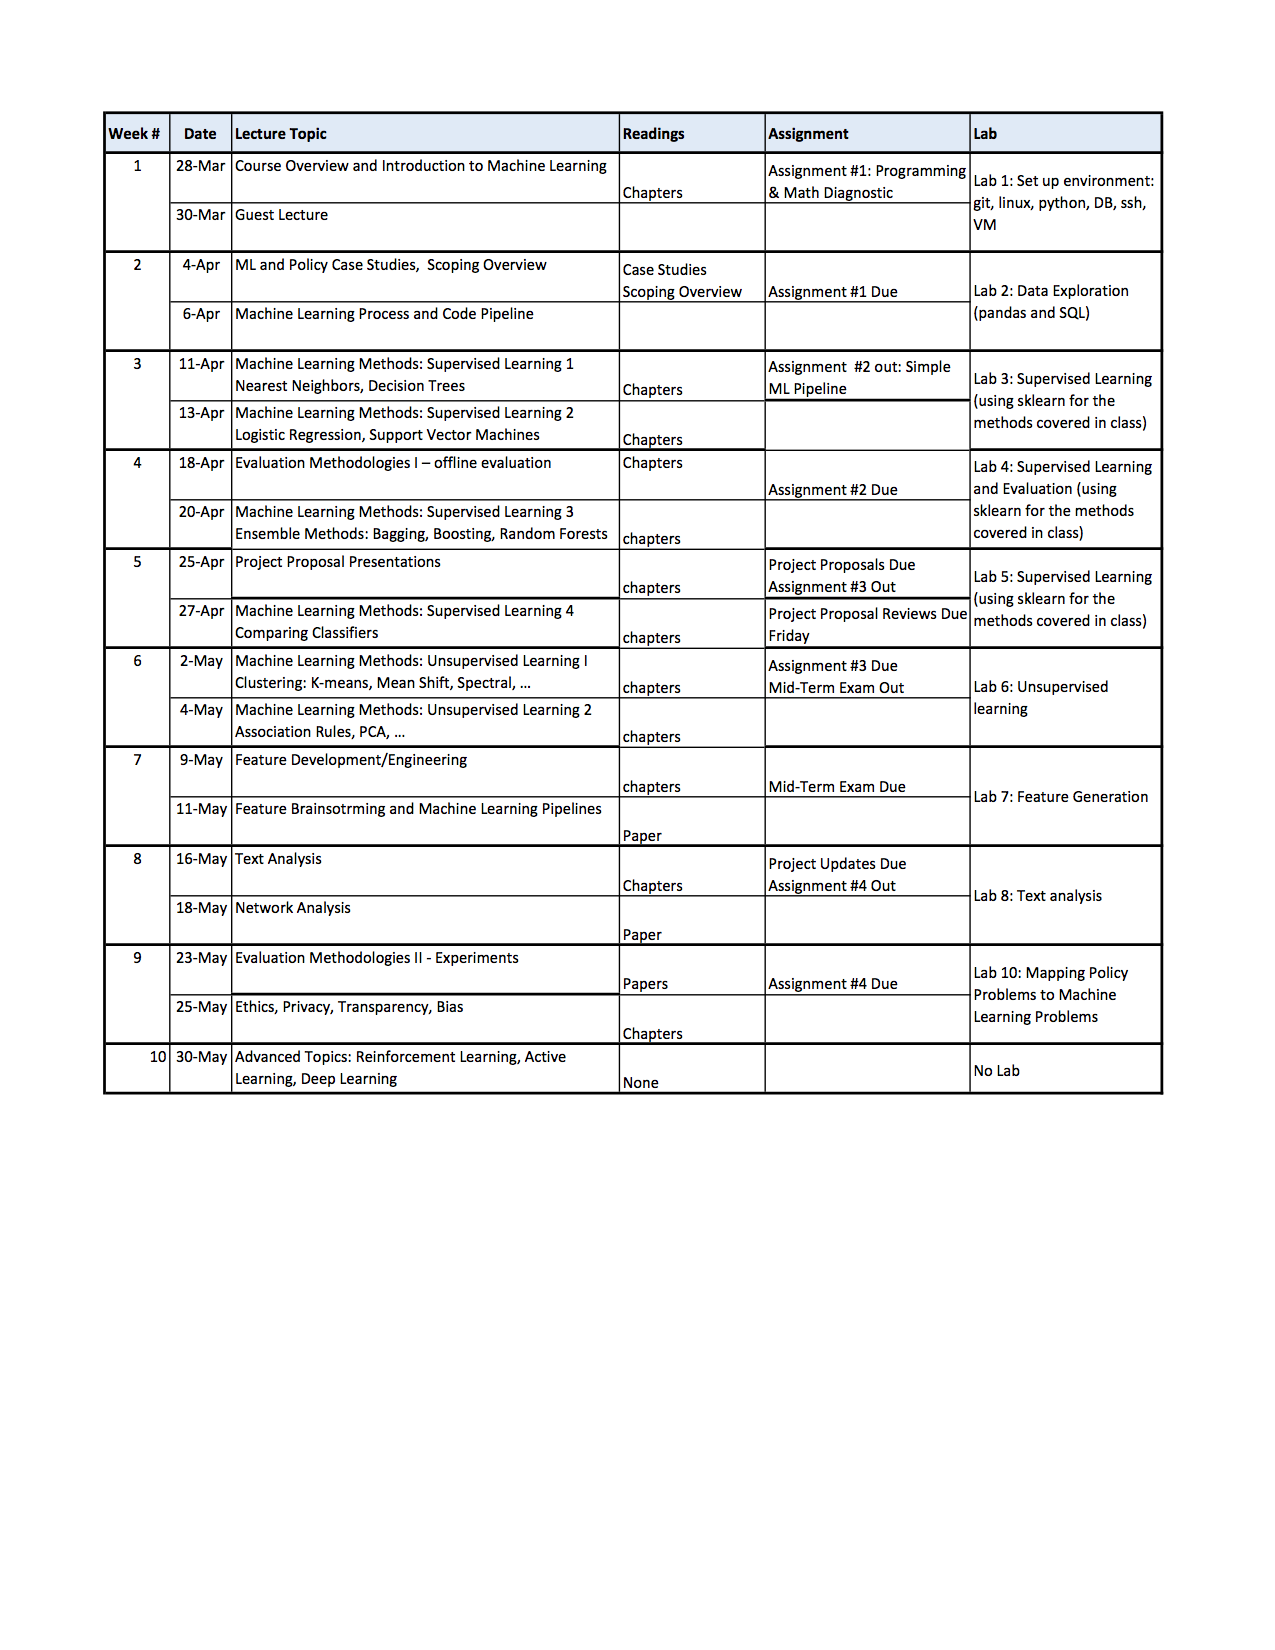 Week # Date Lecture Topic Readings Assignment Lab
1 28-Mar Course Overview and Introduction to Machine Learning
Chapters
Assignment #1: Programming
& Math Diagnostic
Lab 1: Set up environment:
git, linux, python, DB, ssh,
VM
30-Mar Guest Lecture
2 4-Apr ML and Policy Case Studies,  Scoping Overview
Case Studies
Scoping Overview
Assignment #1 Due
Lab 2: Data Exploration
(pandas and SQL)
6-Apr Machine Learning Process and Code Pipeline
3 11-Apr Machine Learning Methods: Supervised Learning 1
Nearest Neighbors, Decision Trees
Chapters
Assignment  #2 out: Simple
ML Pipeline
Lab 3: Supervised Learning
(using sklearn for the
methods covered in class)
13-Apr Machine Learning Methods: Supervised Learning 2
Logistic Regression, Support Vector Machines
Chapters
4 18-Apr Evaluation Methodologies I – offline evaluation
Chapters
Assignment #2 Due
Lab 4: Supervised Learning
and Evaluation (using
sklearn for the methods
covered in class)
20-Apr Machine Learning Methods: Supervised Learning 3
Ensemble Methods: Bagging, Boosting, Random Forests
chapters
5 25-Apr Project Proposal Presentations
chapters
Project Proposals Due
Assignment #3 Out
Lab 5: Supervised Learning
(using sklearn for the
methods covered in class)
27-Apr Machine Learning Methods: Supervised Learning 4
Comparing Classifiers
chapters
Project Proposal Reviews Due
Friday
6 2-May Machine Learning Methods: Unsupervised Learning I
Clustering: K-means, Mean Shift, Spectral, ...
chapters
Assignment #3 Due
Mid-Term Exam Out
Lab 6: Unsupervised
learning
4-May Machine Learning Methods: Unsupervised Learning 2
Association Rules, PCA, ...
chapters
7 9-May Feature Development/Engineering
chapters
Mid-Term Exam Due
Lab 7: Feature Generation
11-May Feature Brainsotrming and Machine Learning Pipelines
Paper
8 16-May Text Analysis
Chapters
Project Updates Due
Assignment #4 Out
Lab 8: Text analysis
18-May Network Analysis
Paper
9 23-May Evaluation Methodologies II - Experiments
Papers
Assignment #4 Due
Lab 10: Mapping Policy
Problems to Machine
Learning Problems
25-May Ethics, Privacy, Transparency, Bias
Chapters
10 30-May Advanced Topics: Reinforcement Learning, Active
Learning, Deep Learning
None
No Lab